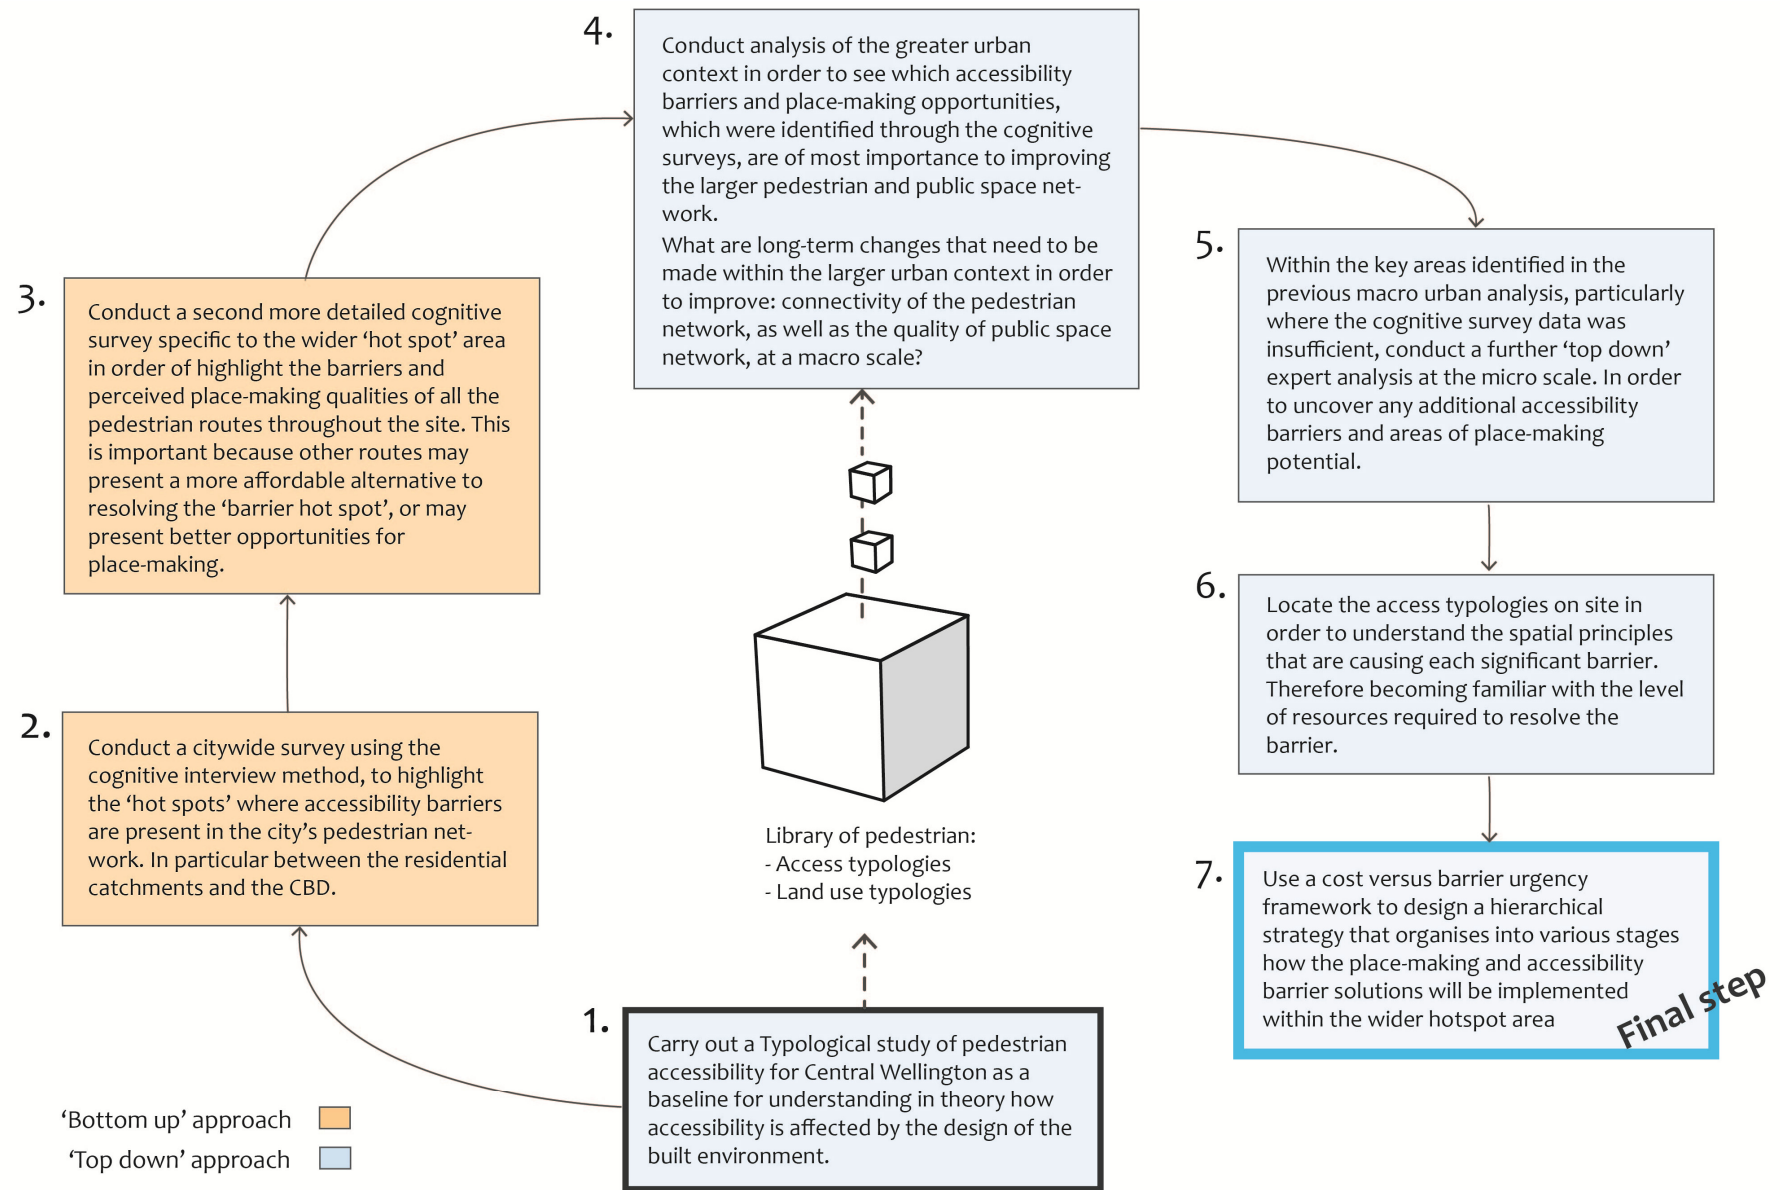 1.
Carry out a Typological study of pedestrian
accessibility for Central Wellington as a
baseline for understanding in theory how
accessibility is affected by the design of the
built environment.
2.
Conduct a citywide survey using the
cognitive interview method, to highlight
the ‘hot spots’ where accessibility barriers
are present in the city’s pedestrian net-
work. In particular between the residential
catchments and the CBD.
3.
Conduct a second more detailed cognitive
survey specific to the wider ‘hot spot’ area
in order of highlight the barriers and
perceived place-making qualities of all the
pedestrian routes throughout the site. This
is important because other routes may
present a more affordable alternative to
resolving the ‘barrier hot spot’, or may
present better opportunities for
place-making.
4.
Conduct analysis of the greater urban
context in order to see which accessibility
barriers and place-making opportunities,
which were identified through the cognitive
surveys, are of most importance to improving
the larger pedestrian and public space net-
work.
What are long-term changes that need to be
made within the larger urban context in order
to improve: connectivity of the pedestrian
network, as well as the quality of public space
network, at a macro scale?
5.
Within the key areas identified in the
previous macro urban analysis, particularly
where the cognitive survey data was
insufficient, conduct a further ‘top down’
expert analysis at the micro scale. In order
to uncover any additional accessibility
barriers and areas of place-making
potential.
6.
Locate the access typologies on site in
order to understand the spatial principles
that are causing each significant barrier.
Therefore becoming familiar with the level
of resources required to resolve the
barrier.
7.
Use a cost versus barrier urgency
framework to design a hierarchical
strategy that organises into various stages
how the place-making and accessibility
barrier solutions will be implemented
within the wider hotspot area
Final step
Library of pedestrian:
- Access typologies
- Land use typologies
‘Bottom up’ approach
‘Top down’ approach